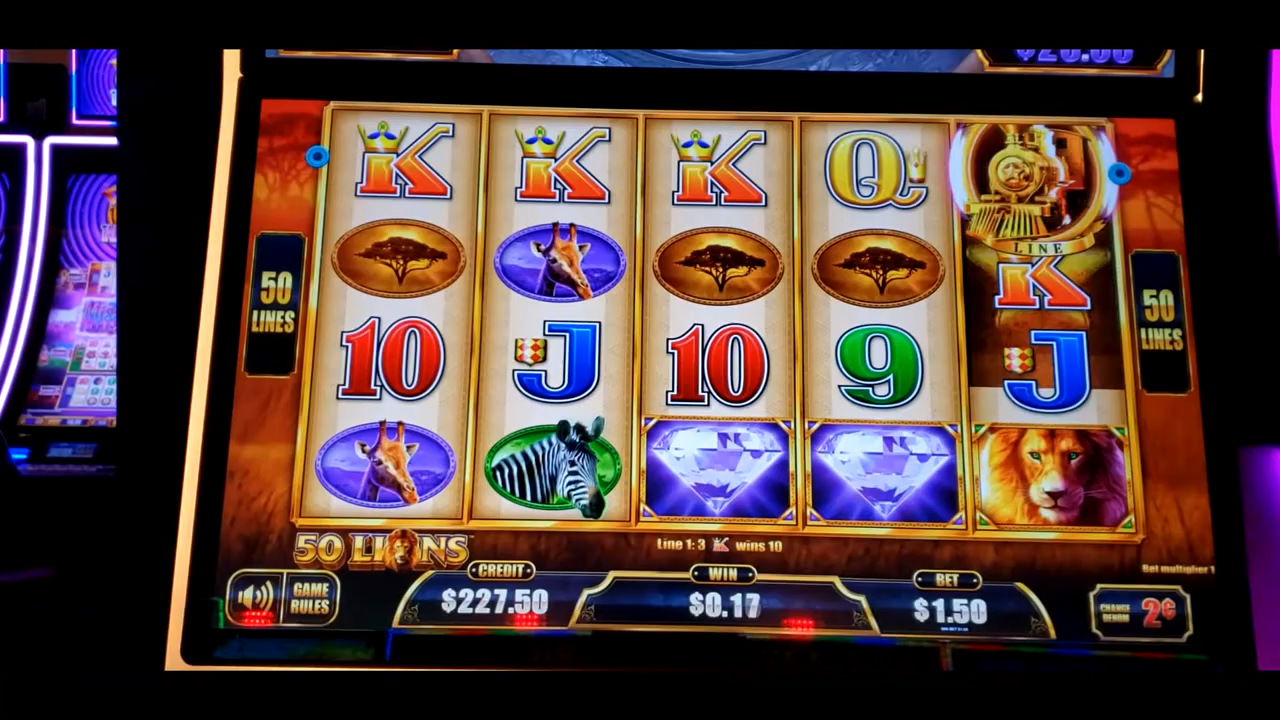 $20.00
K K K Q
LINE
K
50 LINES
50 LINES
10 J 10 9 J
50 LIONS
Line 1: 3 K wins 10
Bet multiplier 1
GAME RULES
CREDIT
$227.50
WIN
$0.17
BET
$1.50
CHANGE DENOM
2¢